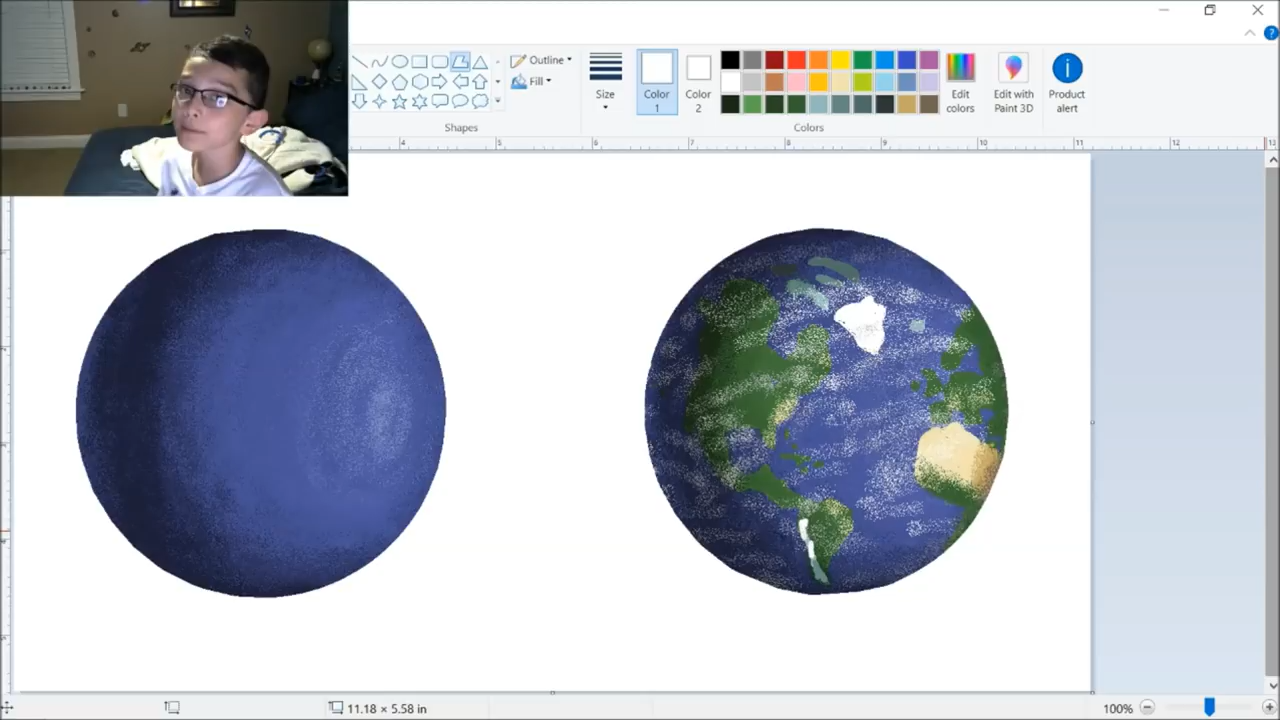 Outline
Fill
Size
Color 1
Color 2
Edit colors
Edit with Paint 3D
Product alert
Shapes
Colors
4 5 6 7 8 9 10 11 12 13
11.18 × 5.58 in
100%